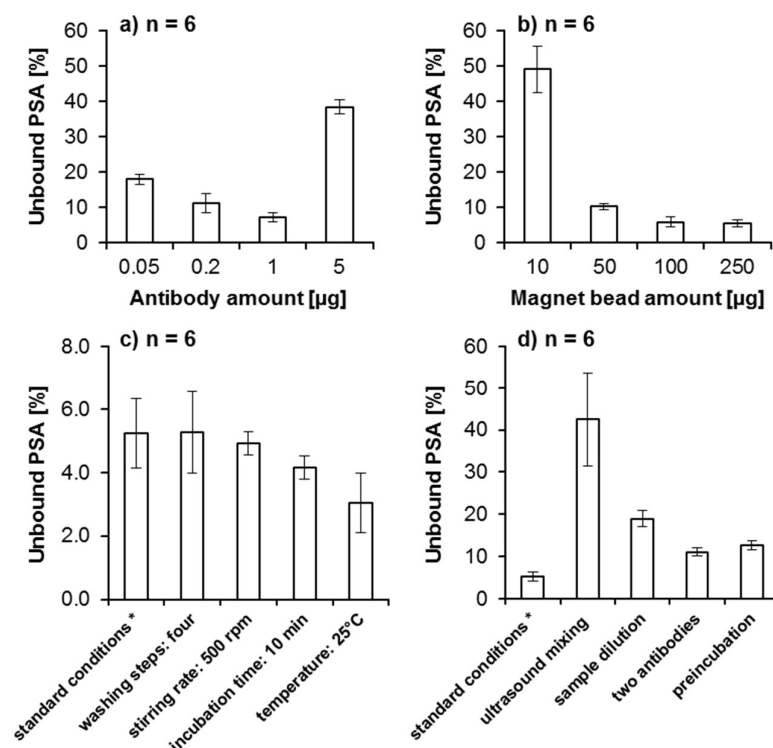 a) n = 6
Unbound PSA [%]
60
50
40
30
20
10
0
0.05 0.2 1 5
Antibody amount [µg]
b) n = 6
Unbound PSA [%]
60
50
40
30
20
10
0
10 50 100 250
Magnet bead amount [µg]
c) n = 6
Unbound PSA [%]
8.0
6.0
4.0
2.0
0.0
standard conditions *
washing steps: four
stirring rate: 500 rpm
incubation time: 10 min
temperature: 25°C
d) n = 6
Unbound PSA [%]
60
50
40
30
20
10
0
standard conditions *
ultrasound mixing
sample dilution
two antibodies
preincubation